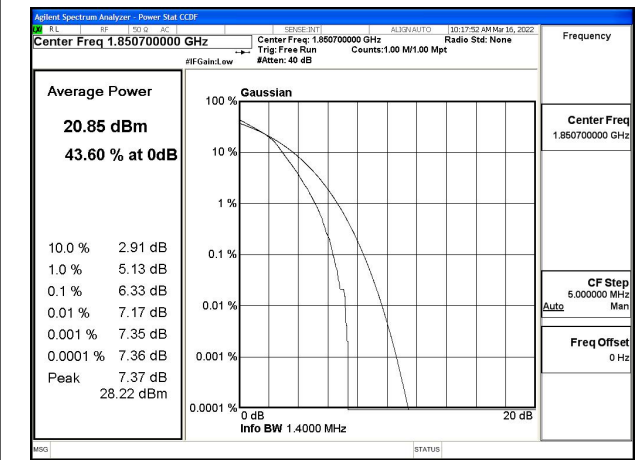 Agilent Spectrum Analyzer - Power Stat CCDF
RL RF 50 Ω AC SENSE:INT ALIGN AUTO 10:17:52 AM Mar 16, 2022
Center Freq 1.850700000 GHz
Center Freq: 1.850700000 GHz Radio Std: None
Trig: Free Run Counts:1.00 M/1.00 Mpt
#IFGain:Low #Atten: 40 dB
Frequency
Average Power
20.85 dBm
43.60 % at 0dB
10.0 % 2.91 dB
1.0 % 5.13 dB
0.1 % 6.33 dB
0.01 % 7.17 dB
0.001 % 7.35 dB
0.0001 % 7.36 dB
Peak 7.37 dB
28.22 dBm
Gaussian
100 %
10 %
1 %
0.1 %
0.01 %
0.001 %
0.0001 %
0 dB 20 dB
Info BW 1.4000 MHz
Center Freq
1.850700000 GHz
CF Step
5.000000 MHz
Auto Man
Freq Offset
0 Hz
MSG STATUS